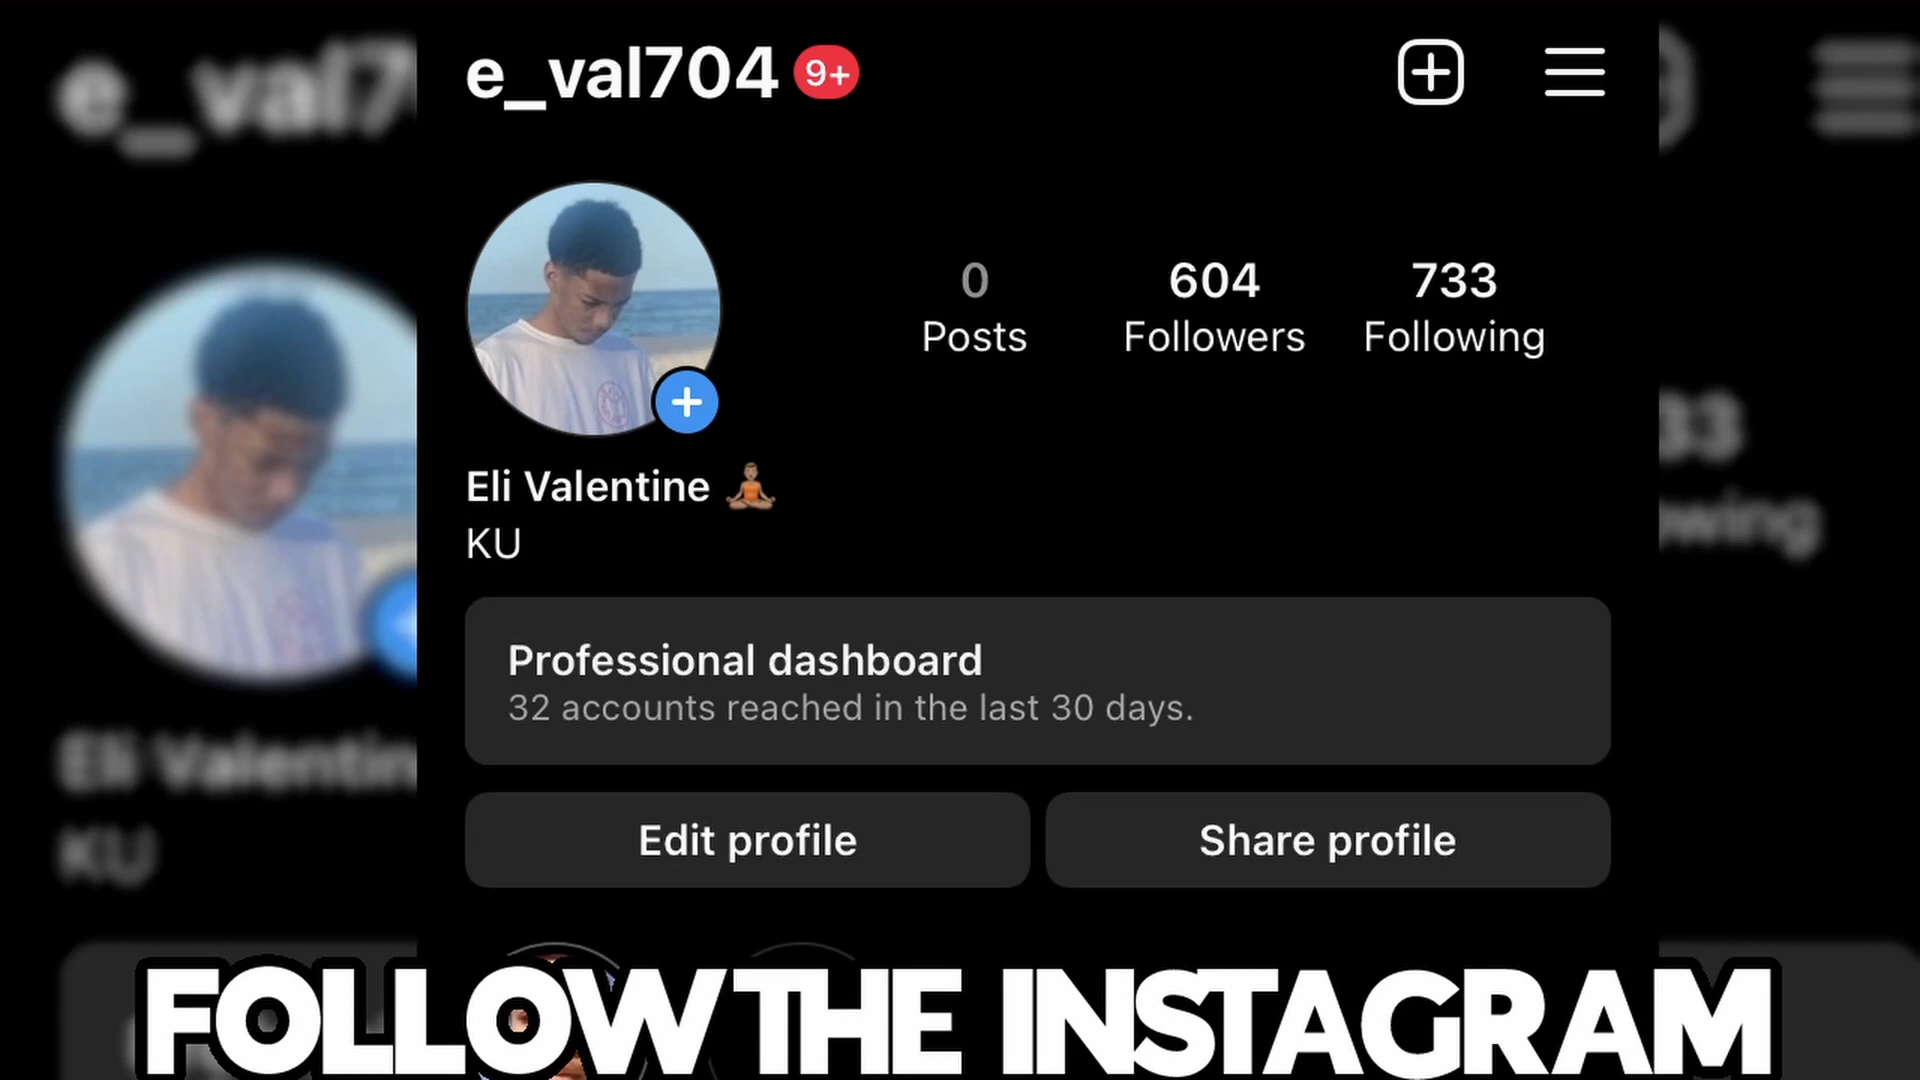 e_val704 9+
0 604 733
Posts Followers Following
Eli Valentine
KU
Professional dashboard
32 accounts reached in the last 30 days.
Edit profile Share profile
FOLLOW THE INSTAGRAM